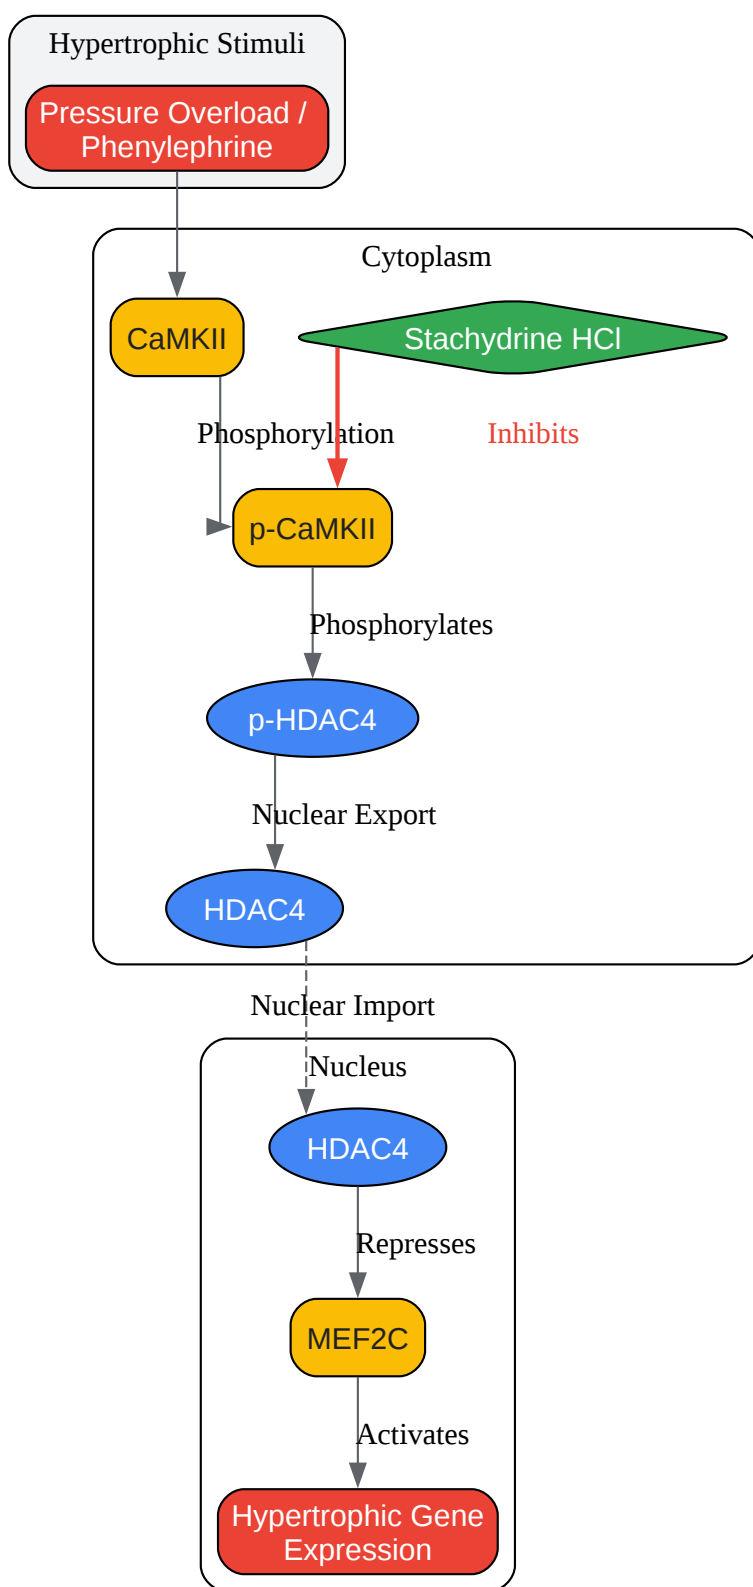 Hypertrophic Stimuli
Pressure Overload /
Phenylephrine
Cytoplasm
CaMKII
Stachydrine HCl
Phosphorylation
Inhibits
p-CaMKII
Phosphorylates
p-HDAC4
Nuclear Export
HDAC4
Nuclear Import
Nucleus
HDAC4
Represses
MEF2C
Activates
Hypertrophic Gene
Expression